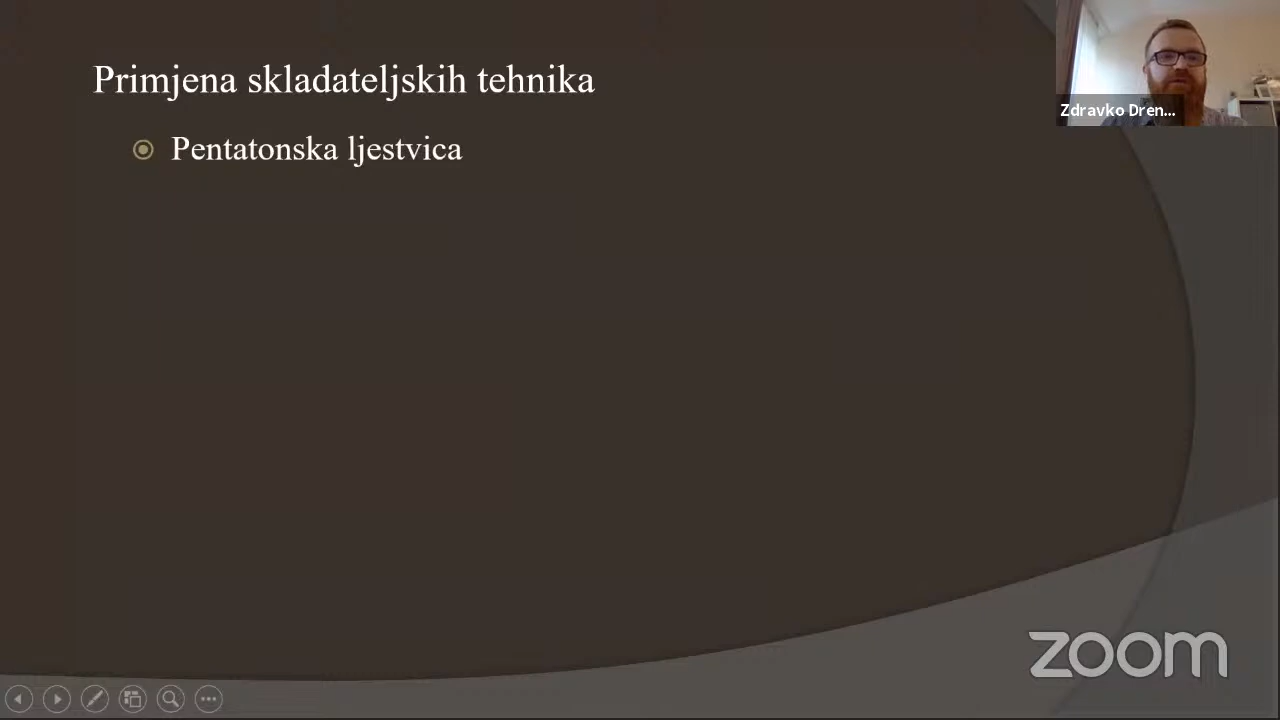 Primjena skladateljskih tehnika
Pentatonska ljestvica
Zdravko Dren...
zoom